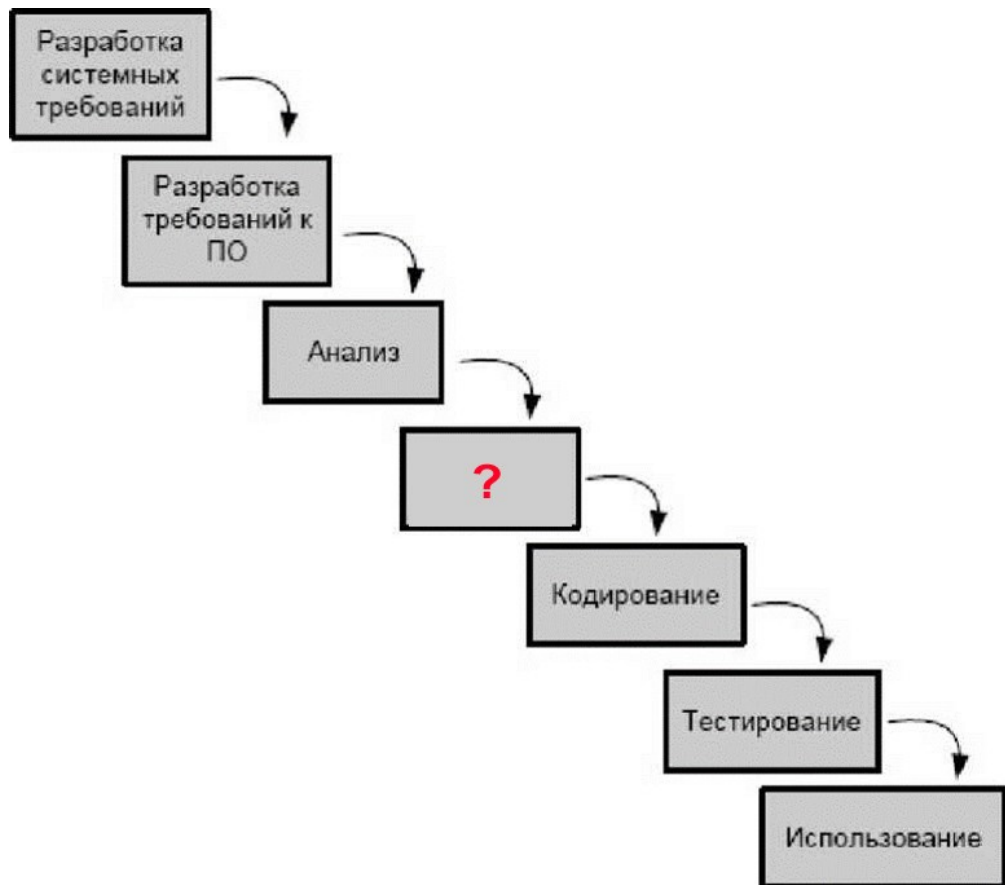 Разработка
системных
требований
Разработка
требований к
ПО
Анализ
?
Кодирование
Тестирование
Использование